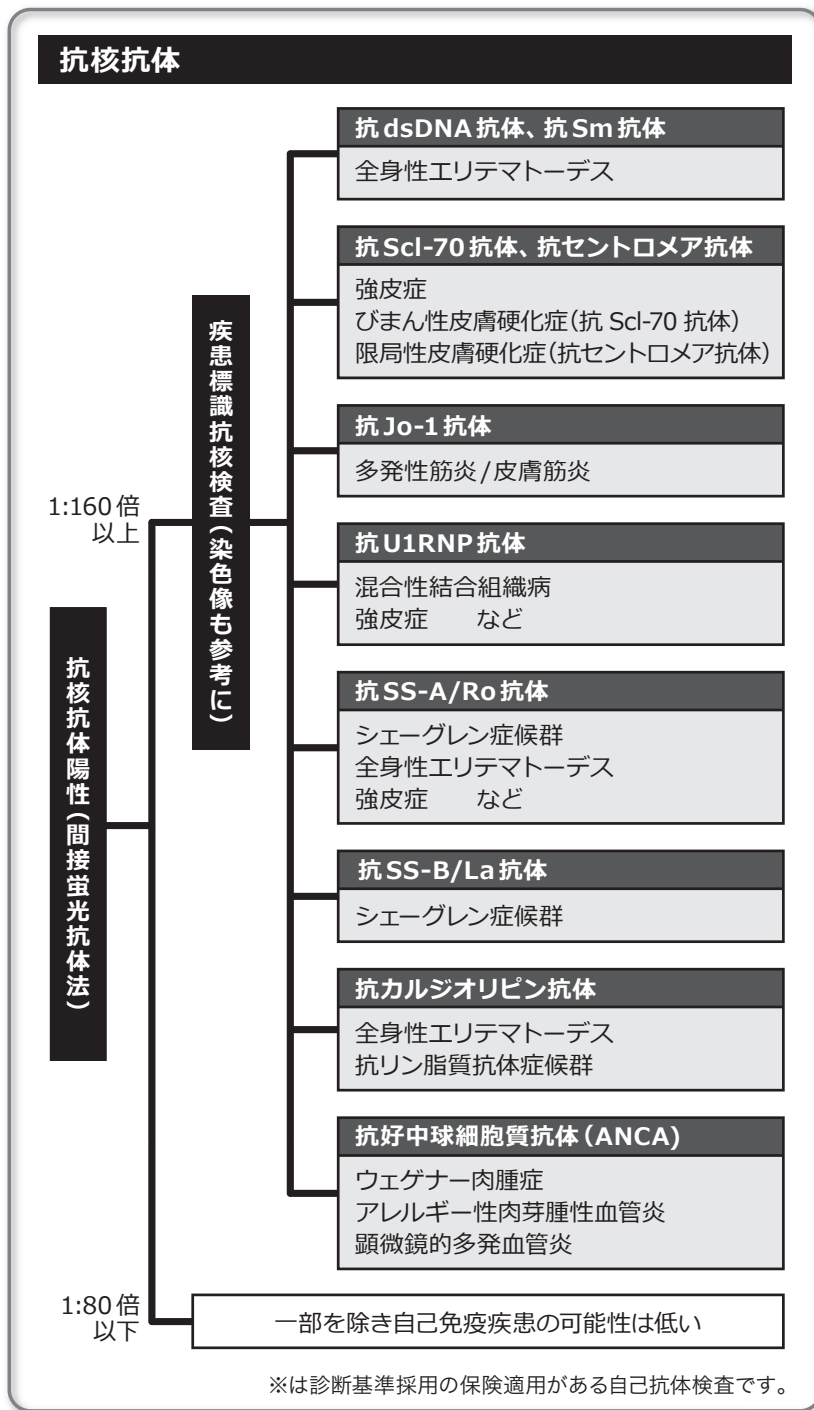 抗核抗体
抗dsDNA抗体、抗Sm抗体
全身性エリテマトーデス
抗Scl-70抗体、抗セントロメア抗体
強皮症
びまん性皮膚硬化症(抗 Scl-70 抗体)
限局性皮膚硬化症(抗セントロメア抗体)
疾患標識抗核検査(染色像も参考に)
抗Jo-1抗体
多発性筋炎/皮膚筋炎
1:160倍
以上
抗U1RNP抗体
混合性結合組織病
強皮症 など
抗核抗体陽性(間接蛍光抗体法)
抗SS-A/Ro抗体
シェーグレン症候群
全身性エリテマトーデス
強皮症 など
抗SS-B/La抗体
シェーグレン症候群
抗カルジオリピン抗体
全身性エリテマトーデス
抗リン脂質抗体症候群
抗好中球細胞質抗体(ANCA)
ウェゲナー肉腫症
アレルギー性肉芽腫性血管炎
顕微鏡的多発血管炎
1:80倍
以下
一部を除き自己免疫疾患の可能性は低い
※は診断基準採用の保険適用がある自己抗体検査です。